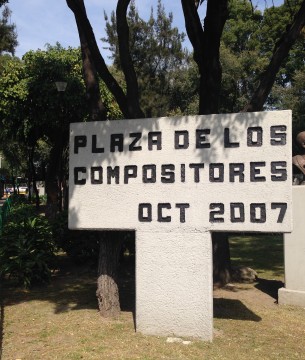 PLAZA DE LOS
COMPOSITORES
OCT 2007